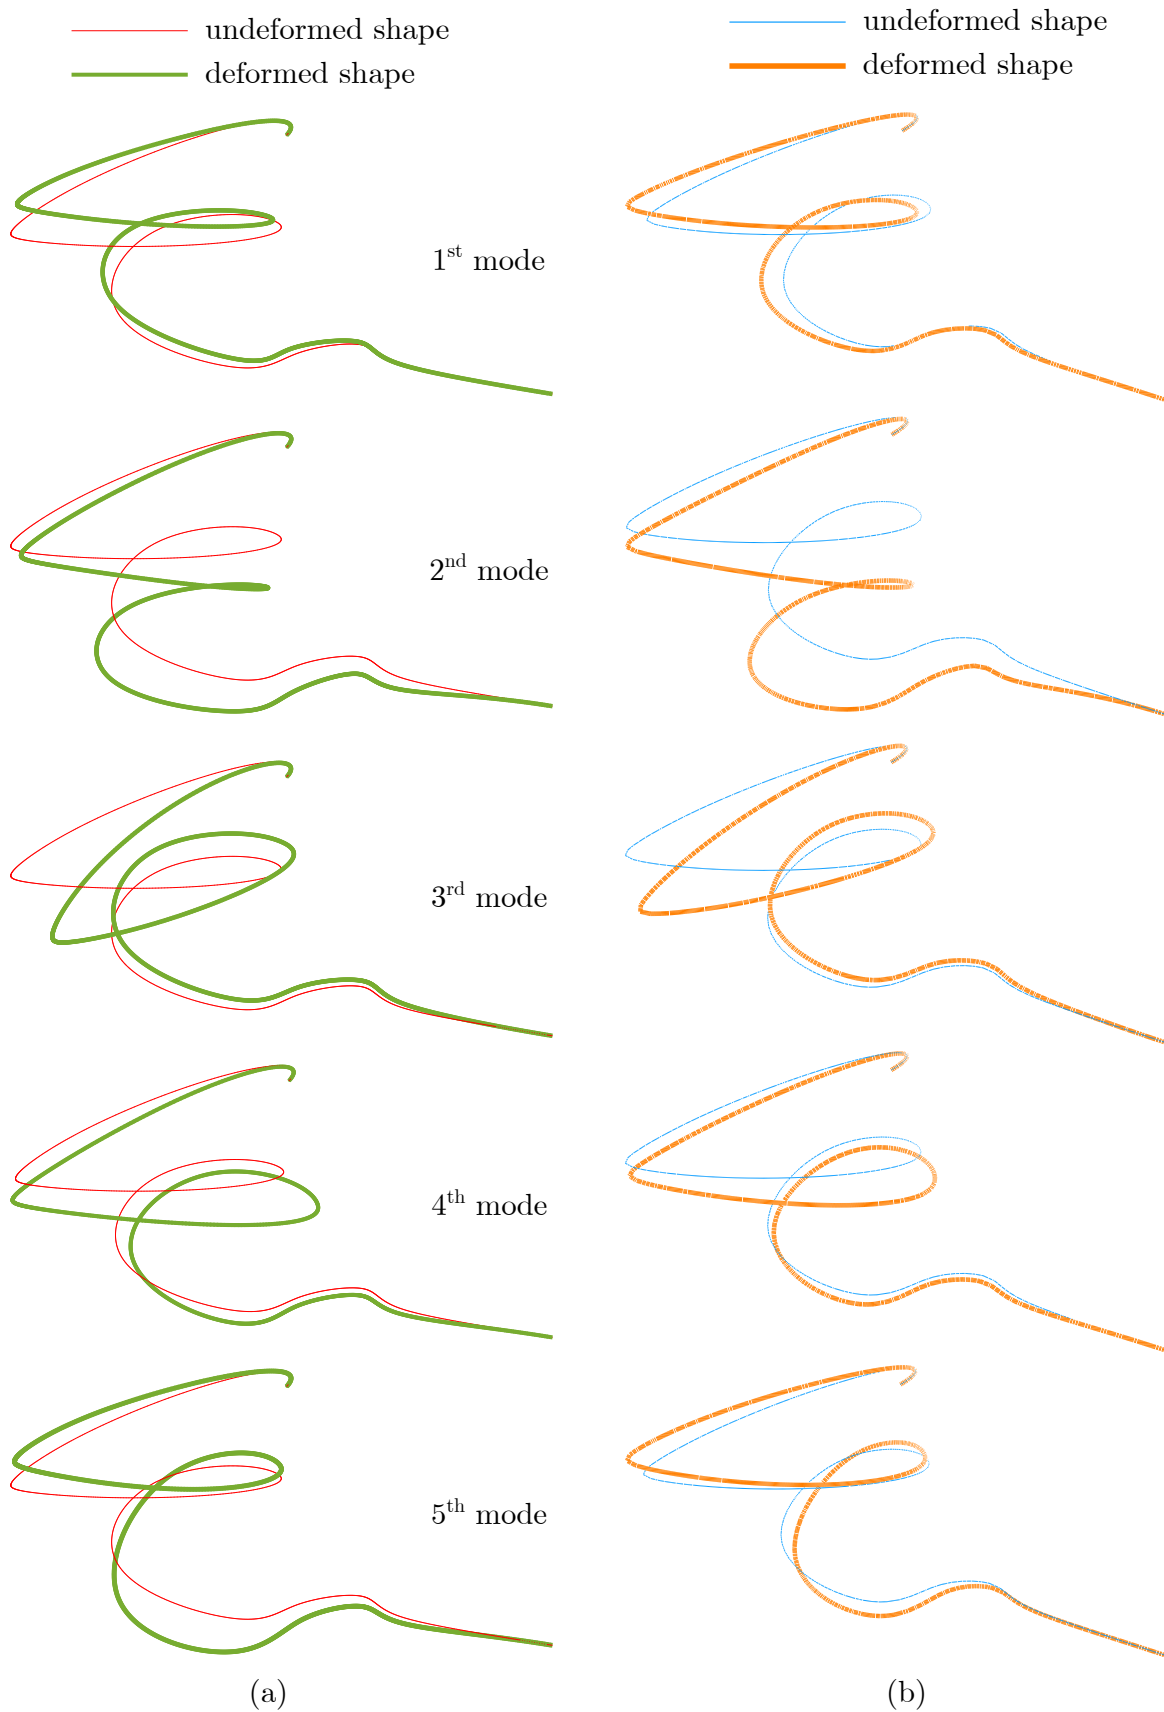 undeformed shape
deformed shape
undeformed shape
deformed shape
1st mode
2nd mode
3rd mode
4th mode
5th mode
(a)
(b)